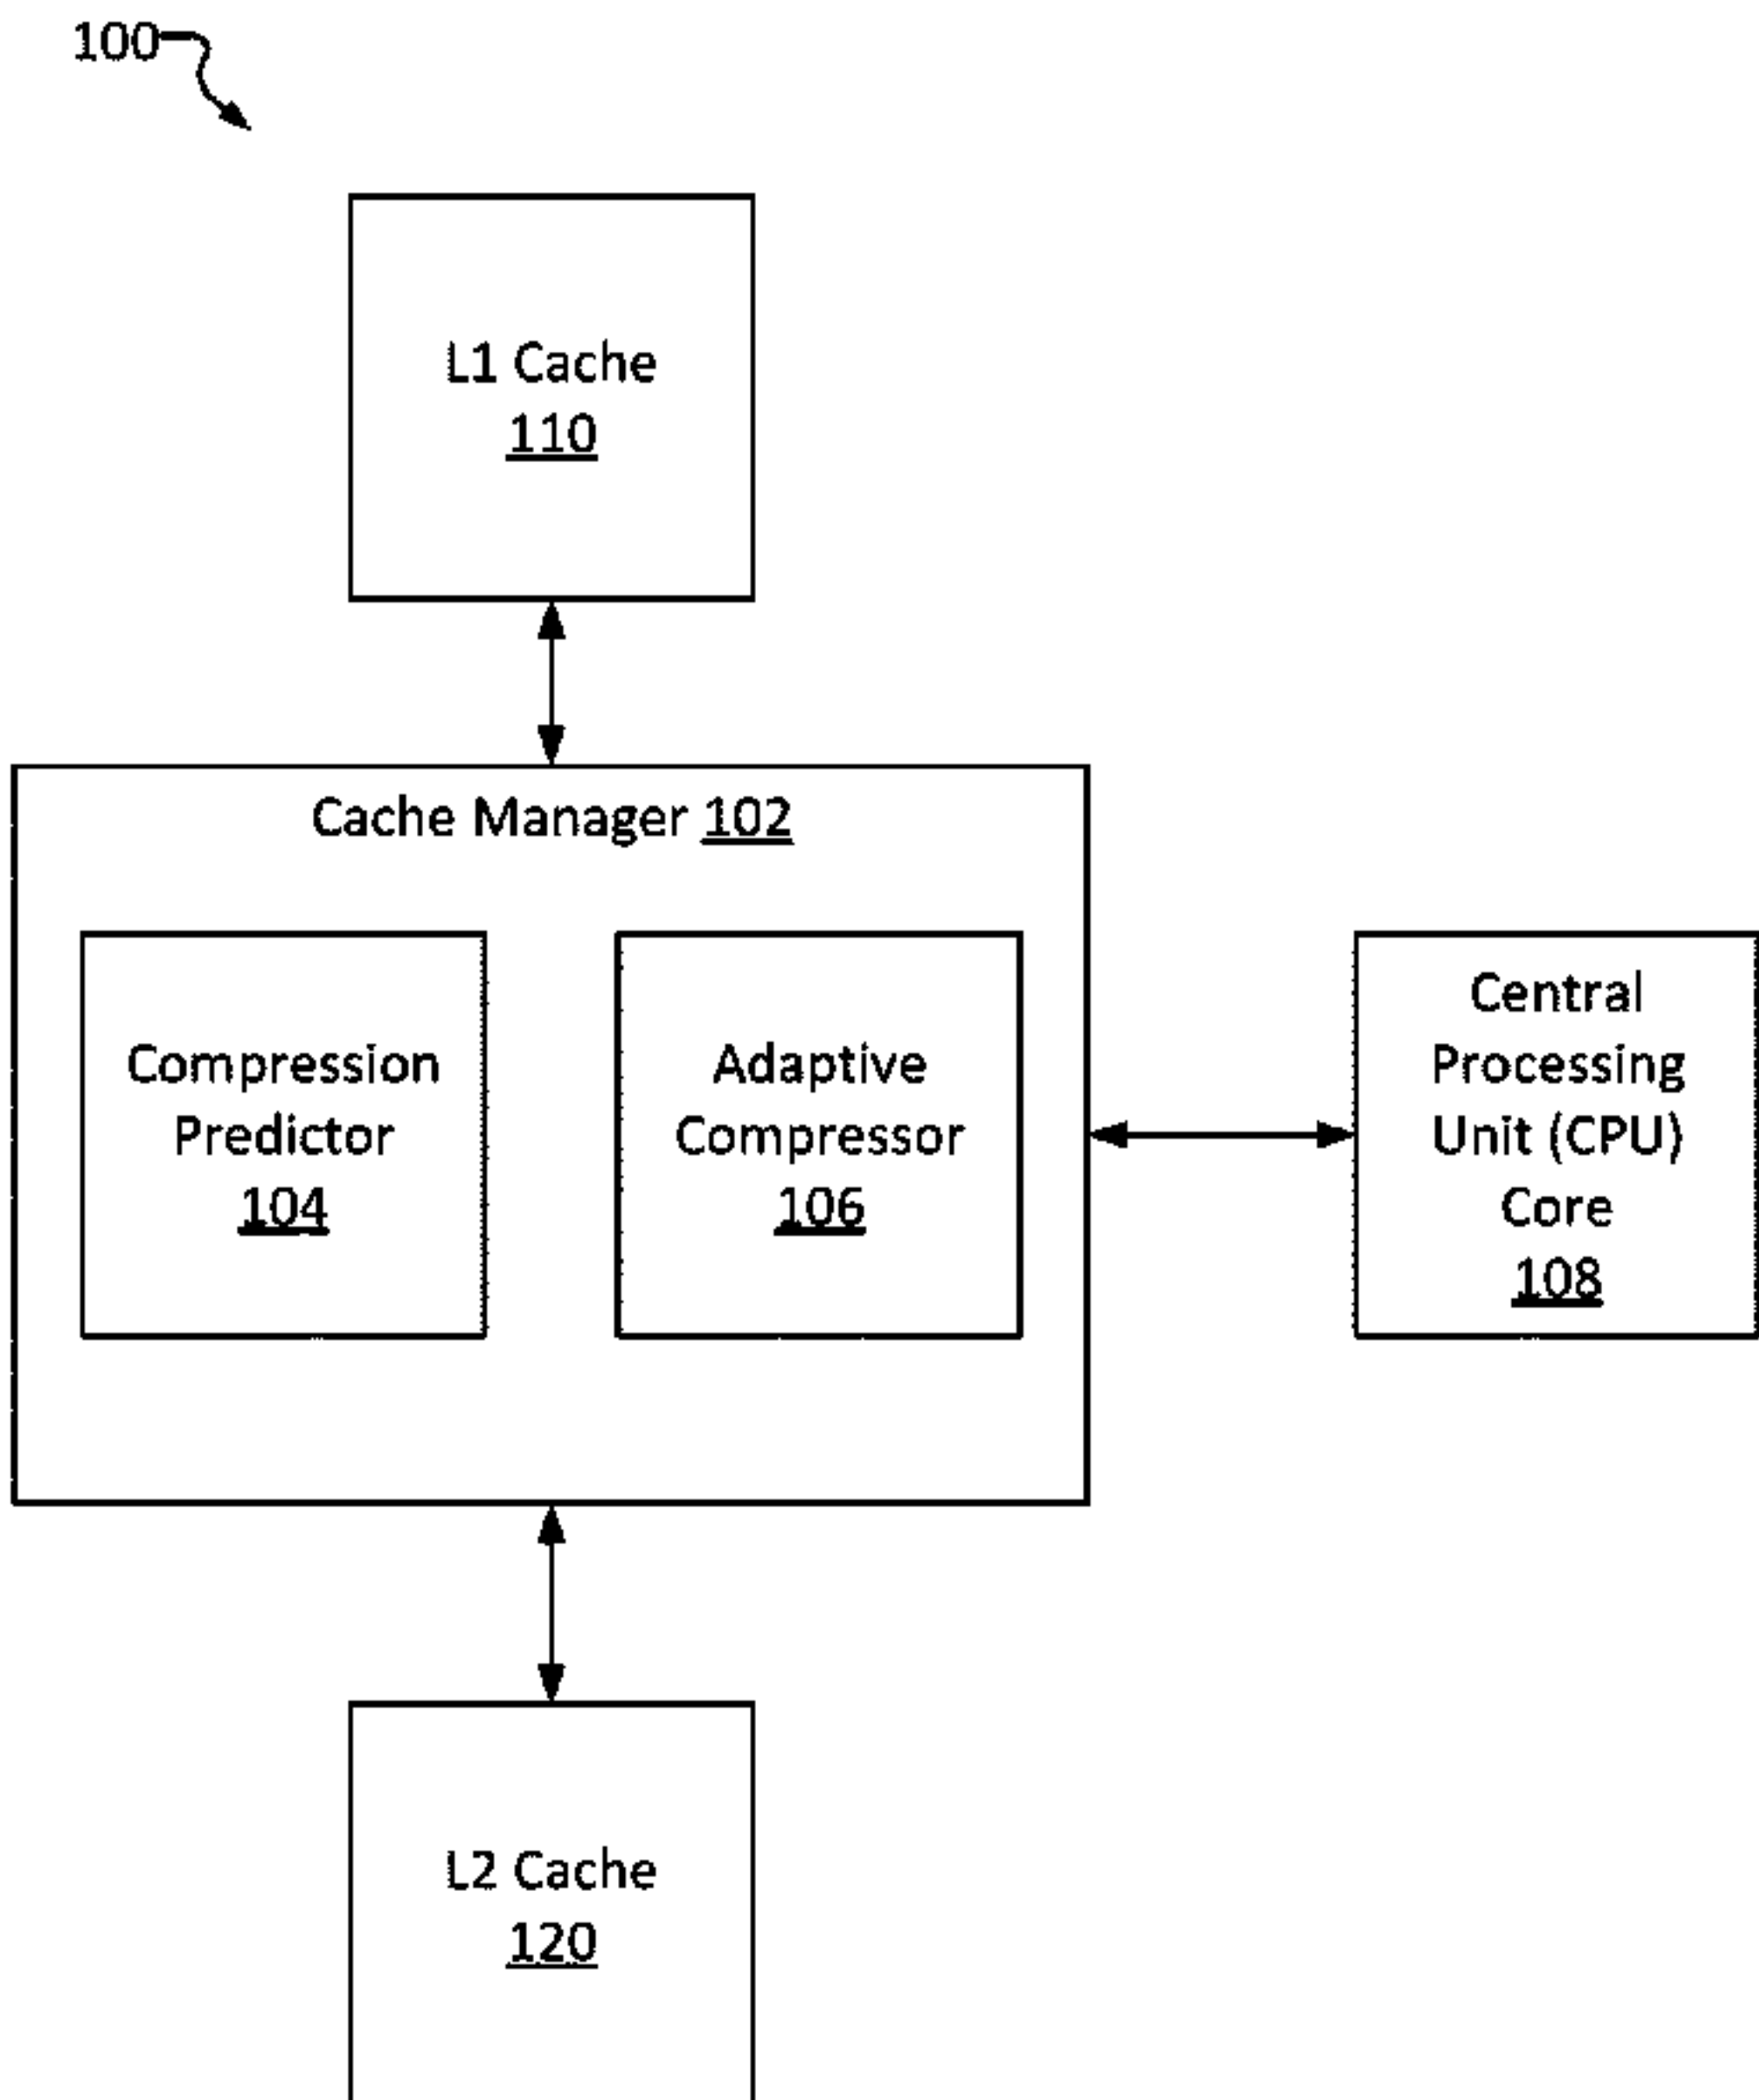 100
L1 Cache
110
Cache Manager 102
Compression
Predictor
104
Adaptive
Compressor
106
Central
Processing
Unit (CPU)
Core
108
L2 Cache
120